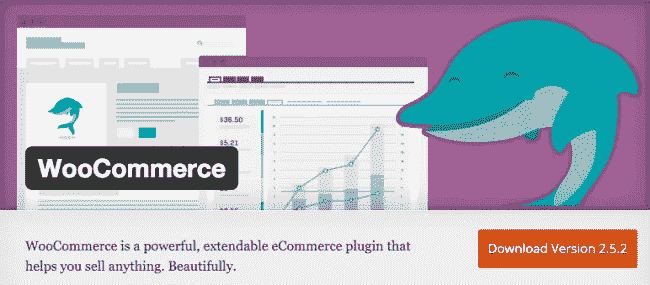 $36.50
$5.21
WooCommerce
WooCommerce is a powerful, extendable eCommerce plugin that
helps you sell anything. Beautifully.
Download Version 2.5.2